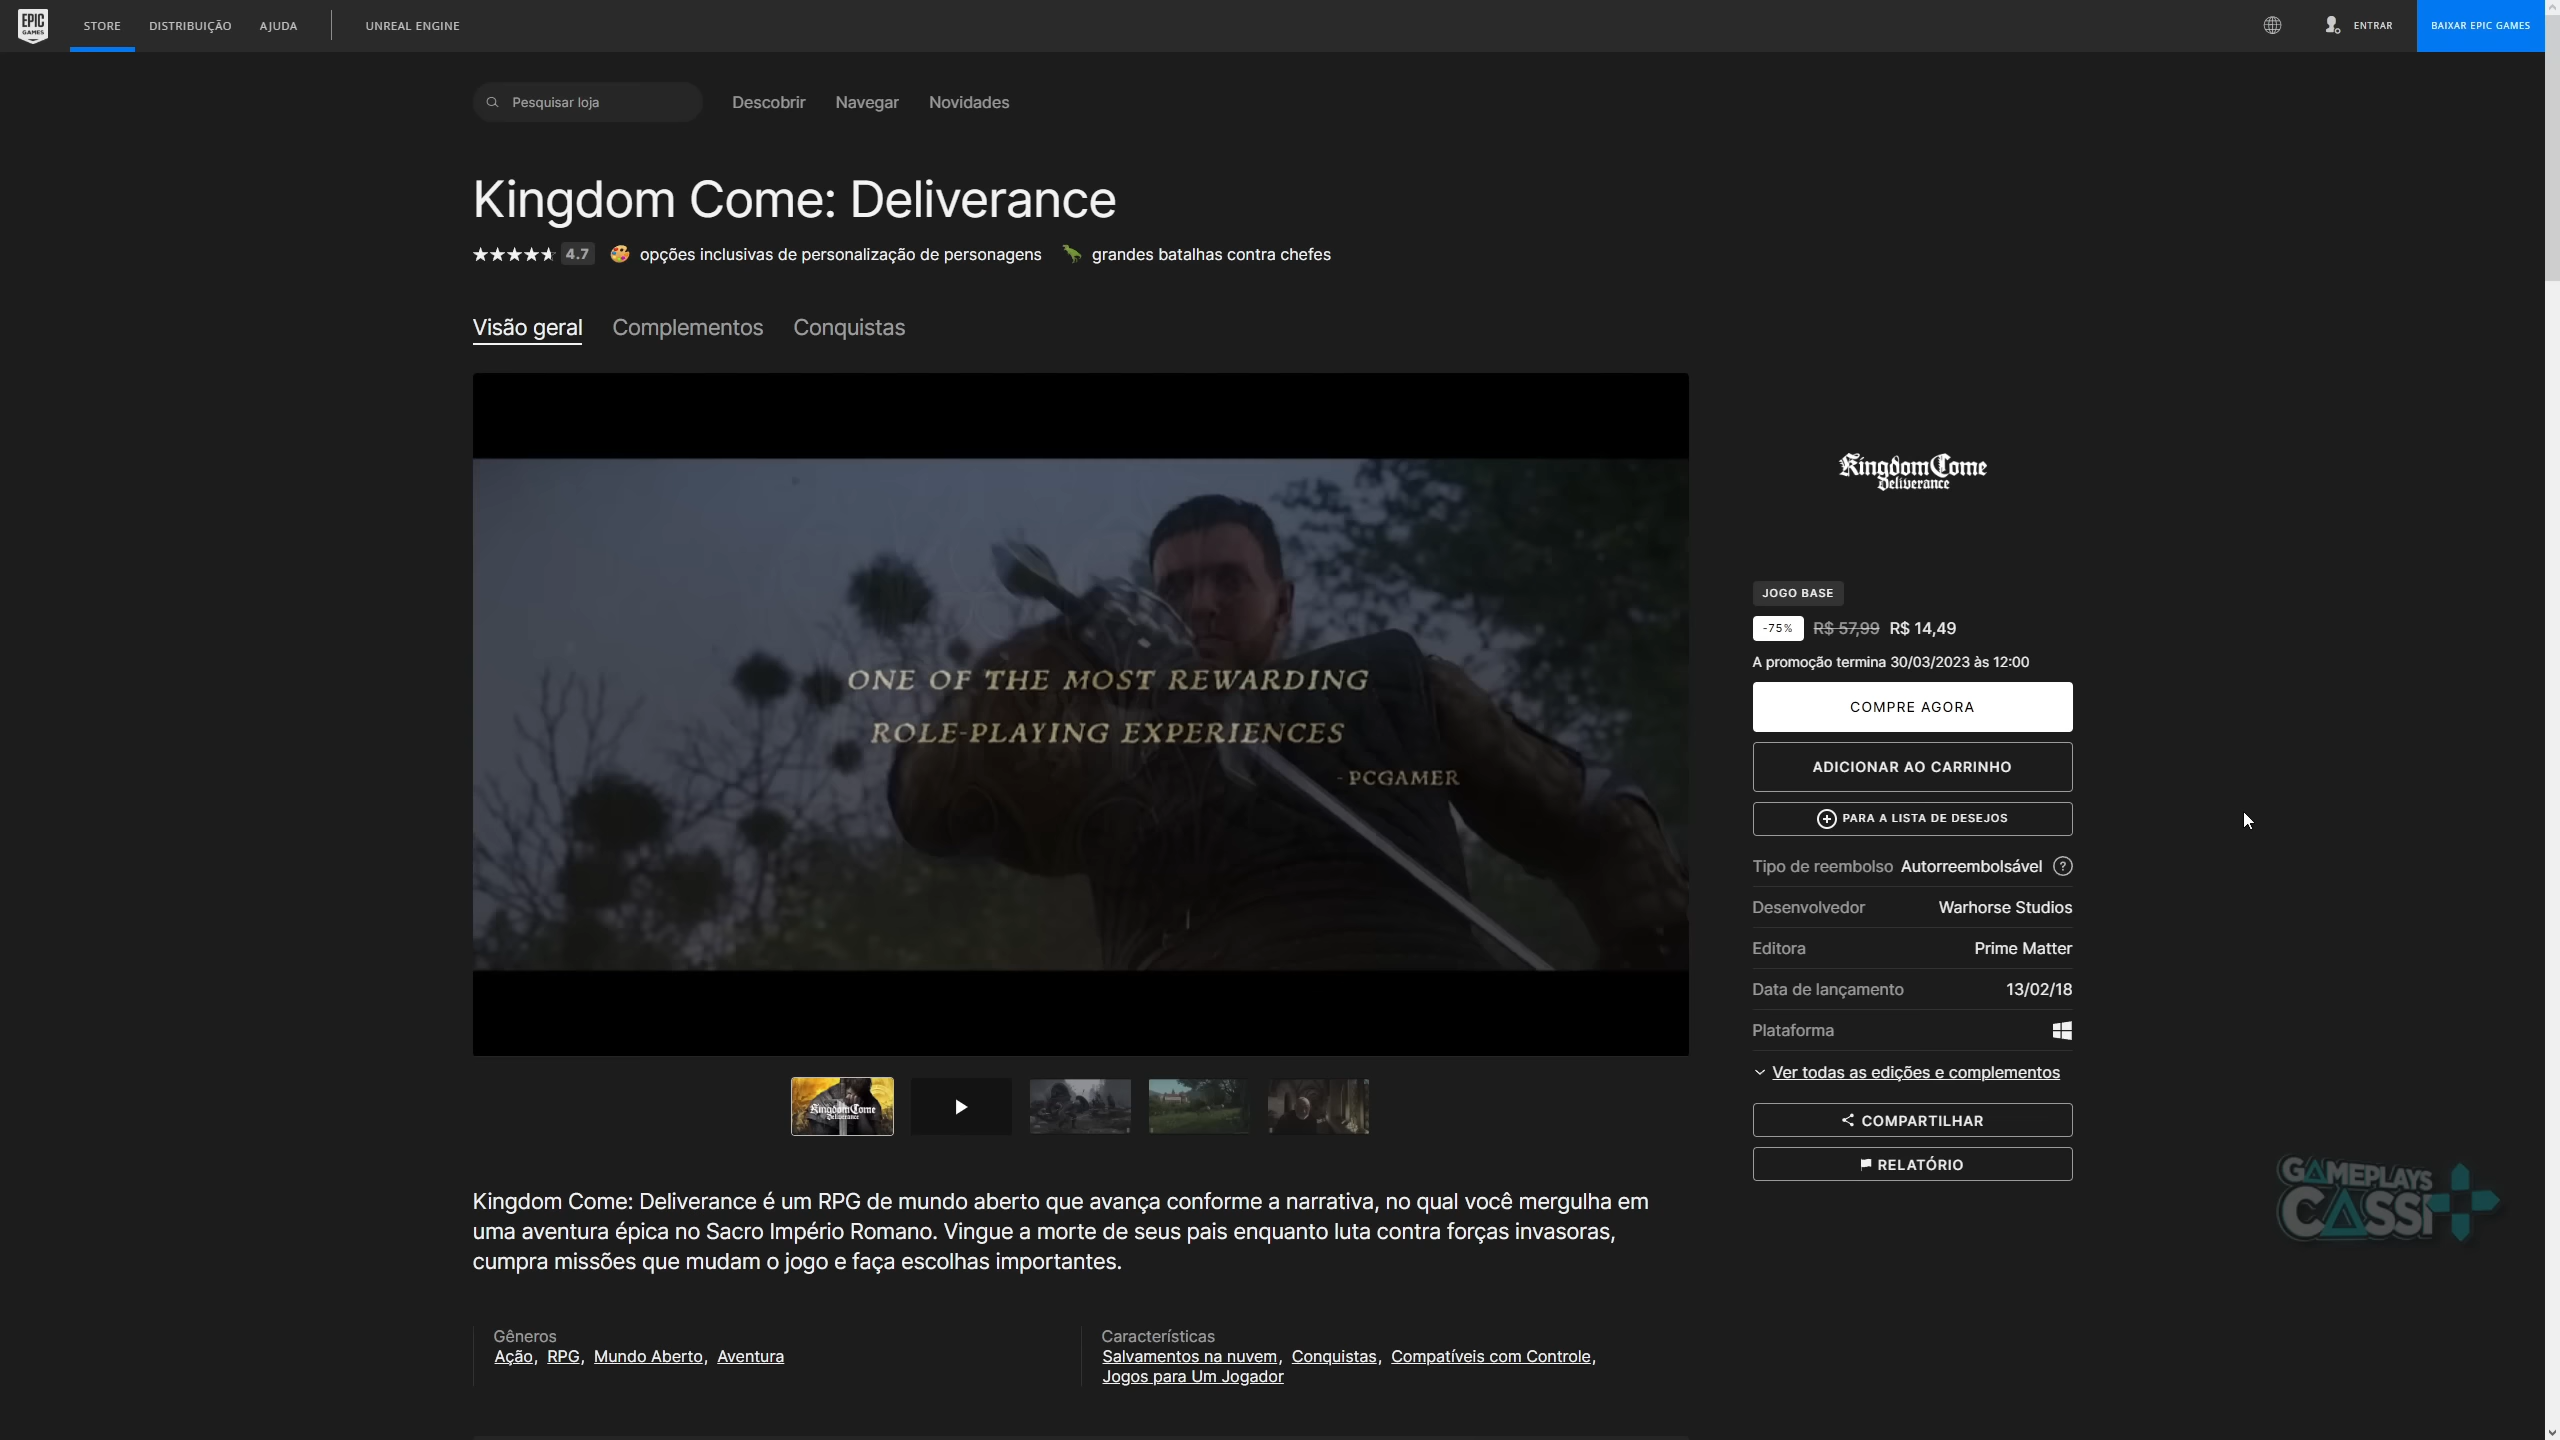 EPIC GAMES
STORE DISTRIBUIÇÃO AJUDA UNREAL ENGINE ENTRAR BAIXAR EPIC GAMES
Pesquisar loja Descobrir Navegar Novidades
Kingdom Come: Deliverance
4.7 opções inclusivas de personalização de personagens grandes batalhas contra chefes
Visão geral Complementos Conquistas
ONE OF THE MOST REWARDING
ROLE-PLAYING EXPERIENCES
- PCGAMER
Kingdom Come
Deliverance
JOGO BASE
-75% R$ 57,99 R$ 14,49
A promoção termina 30/03/2023 às 12:00
COMPRE AGORA
ADICIONAR AO CARRINHO
PARA A LISTA DE DESEJOS
Tipo de reembolso Autorreembolsável ?
Desenvolvedor Warhorse Studios
Editora Prime Matter
Data de lançamento 13/02/18
Plataforma
Ver todas as edições e complementos
COMPARTILHAR
RELATÓRIO
Kingdom Come
Deliverance
Kingdom Come: Deliverance é um RPG de mundo aberto que avança conforme a narrativa, no qual você mergulha em
uma aventura épica no Sacro Império Romano. Vingue a morte de seus pais enquanto luta contra forças invasoras,
cumpra missões que mudam o jogo e faça escolhas importantes.
GAMEPLAYS
CASSI
Gêneros
Ação, RPG, Mundo Aberto, Aventura
Características
Salvamentos na nuvem, Conquistas, Compatíveis com Controle,
Jogos para Um Jogador